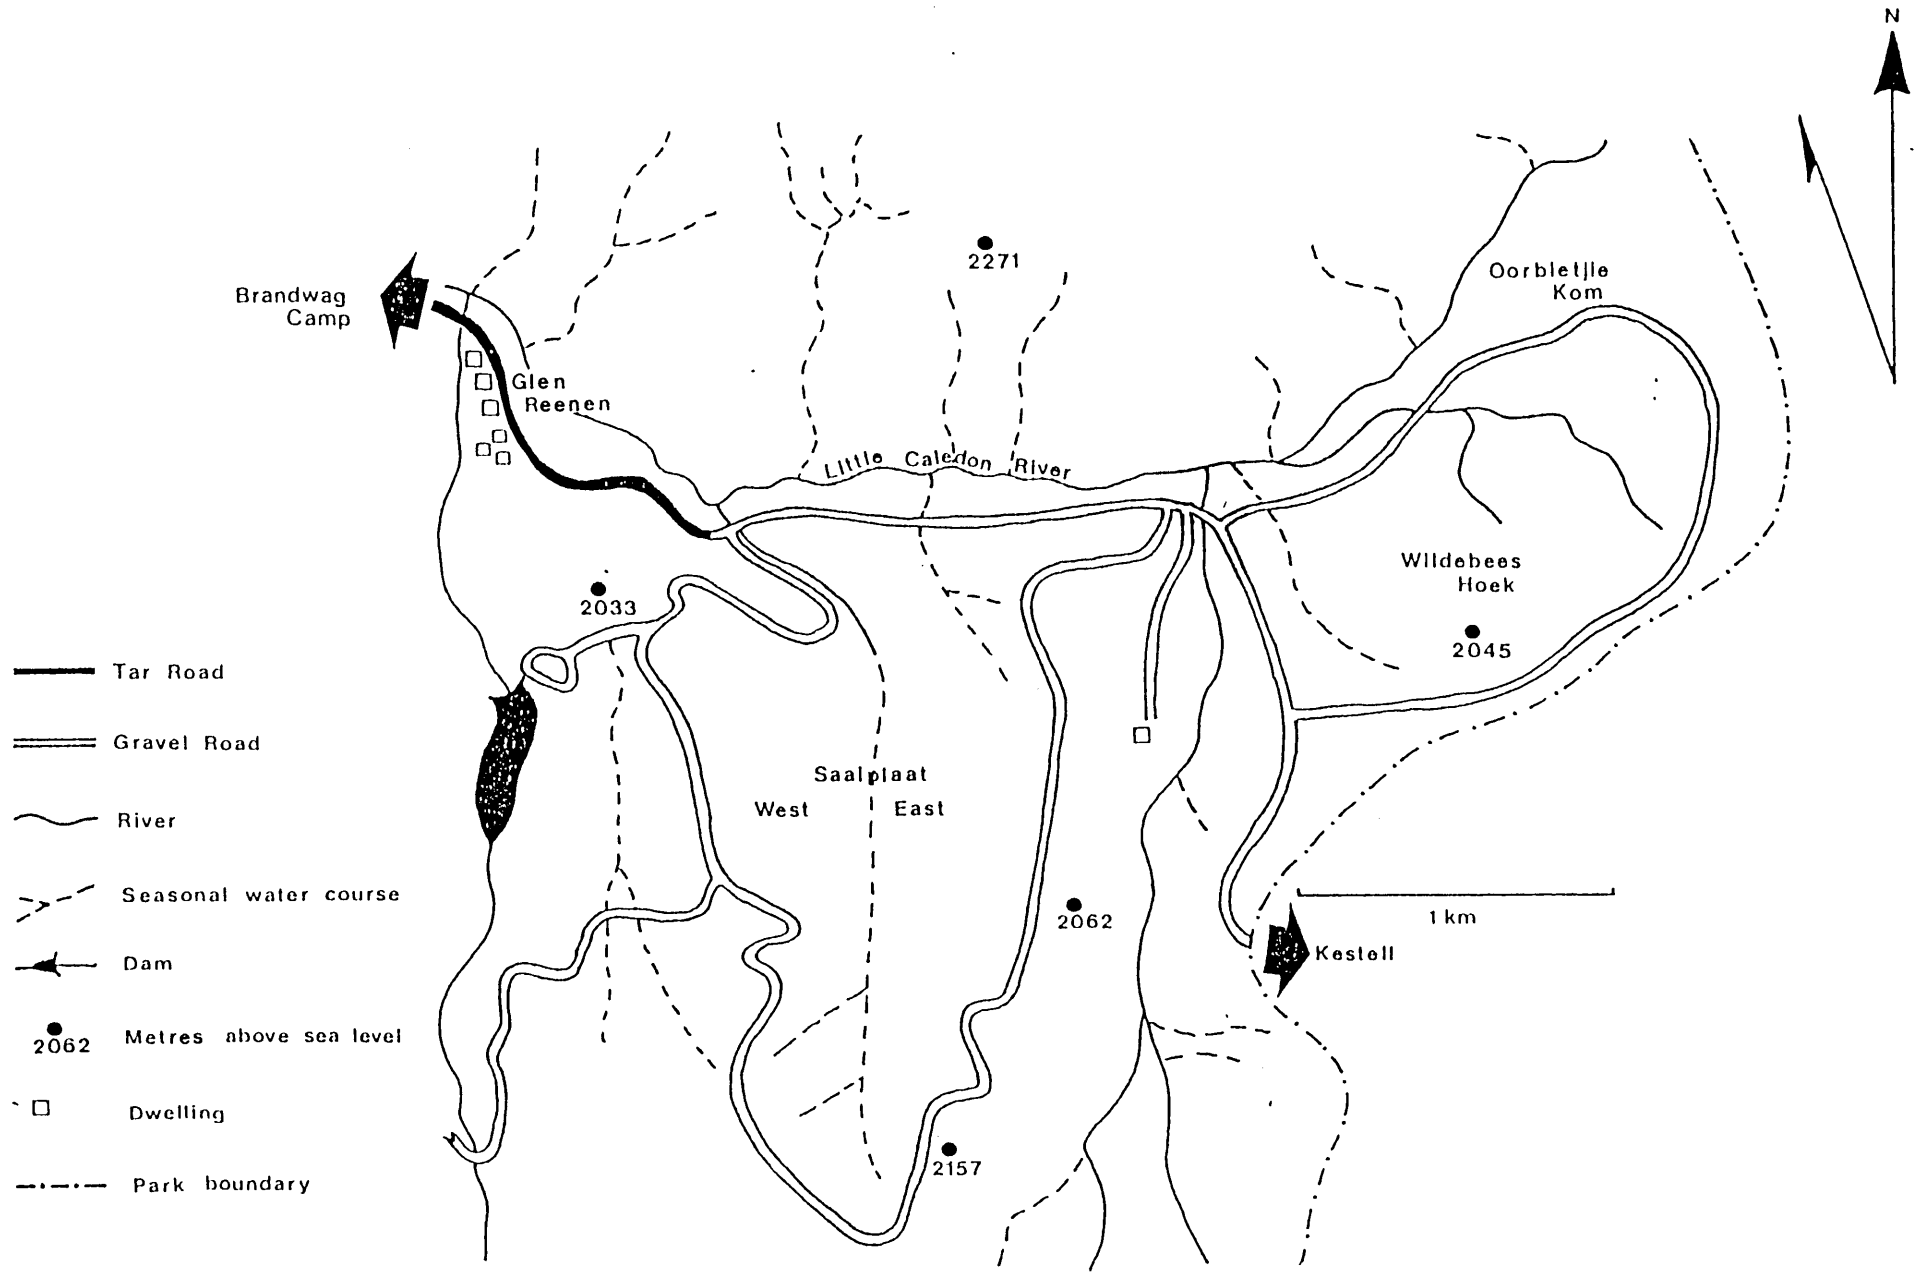 N
2271
Oorbletjie
Kom
Brandwag
Camp
Glen
Reenen
Little Caledon River
Wildebees
Hoek
2033
2045
Tar Road
Gravel Road
Saalplaat
West East
River
Seasonal water course
2062
1 km
Kestell
Dam
2062
Metres above sea level
Dwelling
2157
Park boundary